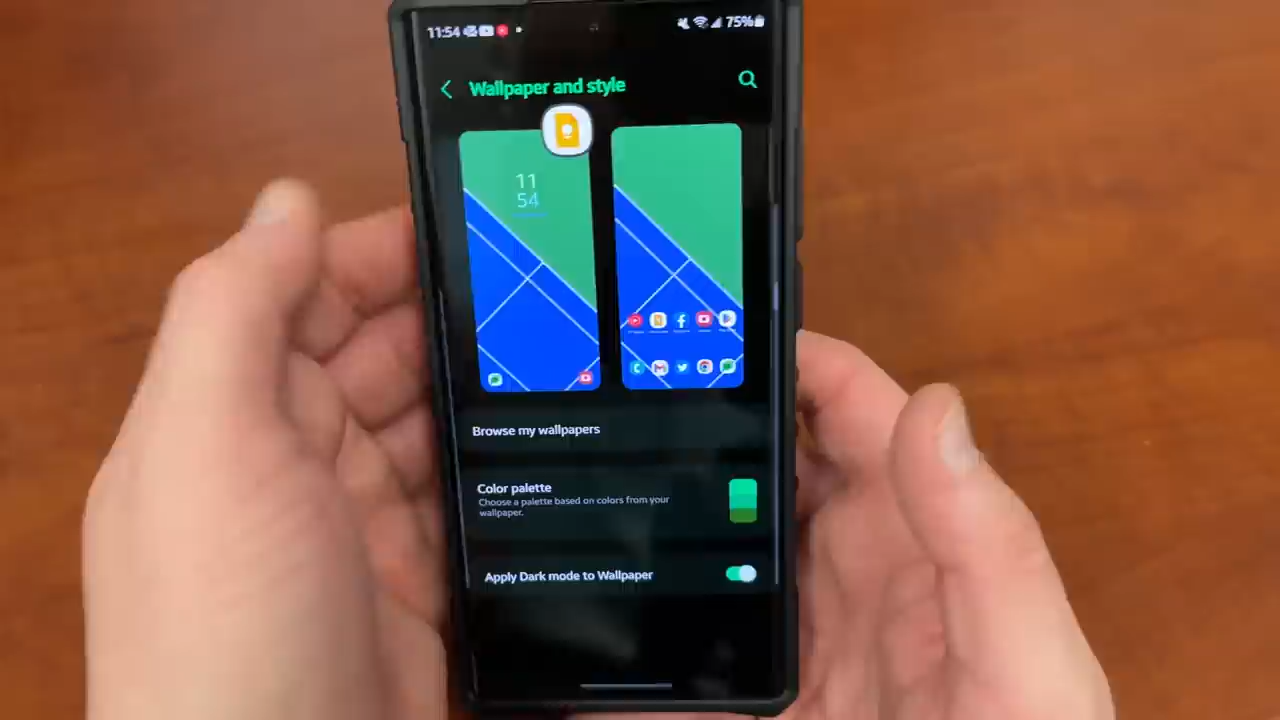 11:54
75%
Wallpaper and style
11
54
Browse my wallpapers
Color palette
Choose a palette based on colors from your
wallpaper.
Apply Dark mode to Wallpaper